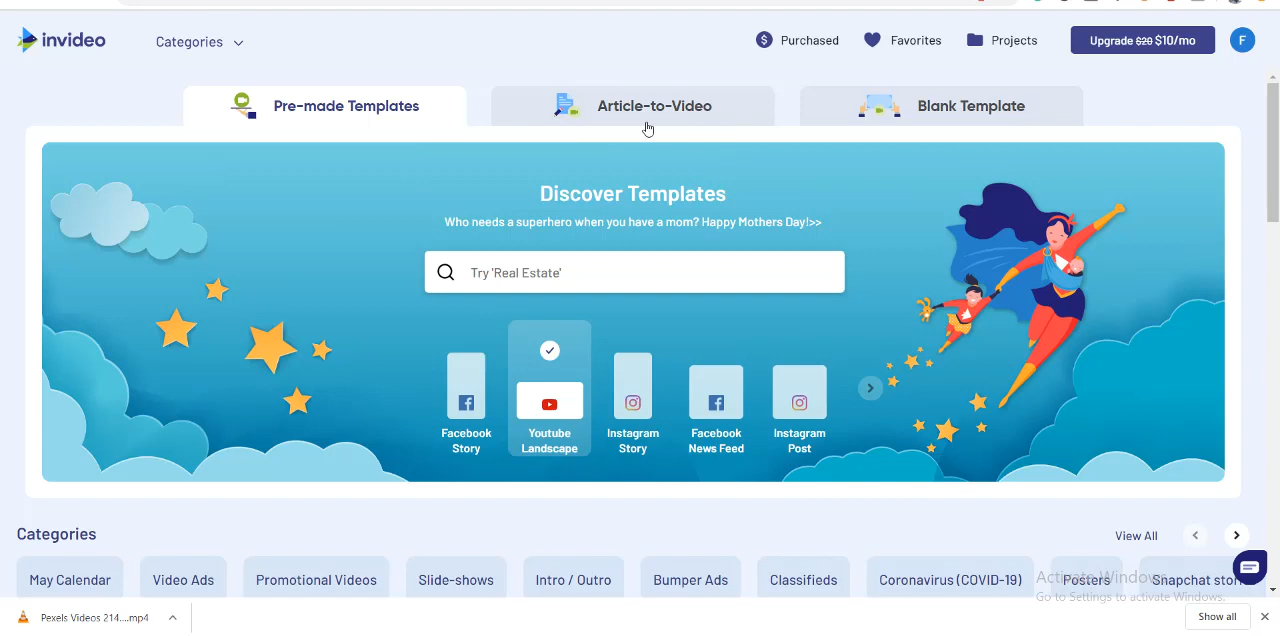 invideo
Categories
Purchased
Favorites
Projects
Upgrade $20 $10/mo
F
Pre-made Templates
Article-to-Video
Blank Template
Discover Templates
Who needs a superhero when you have a mom? Happy Mothers Day!>>
Try 'Real Estate'
Facebook
Story
Youtube
Landscape
Instagram
Story
Facebook
News Feed
Instagram
Post
Categories
View All
May Calendar
Video Ads
Promotional Videos
Slide-shows
Intro / Outro
Bumper Ads
Classifieds
Coronavirus (COVID-19)
Posters
Snapchat stori
Activate Windows
Go to Settings to activate Windows.
Pexels Videos 214....mp4
Show all